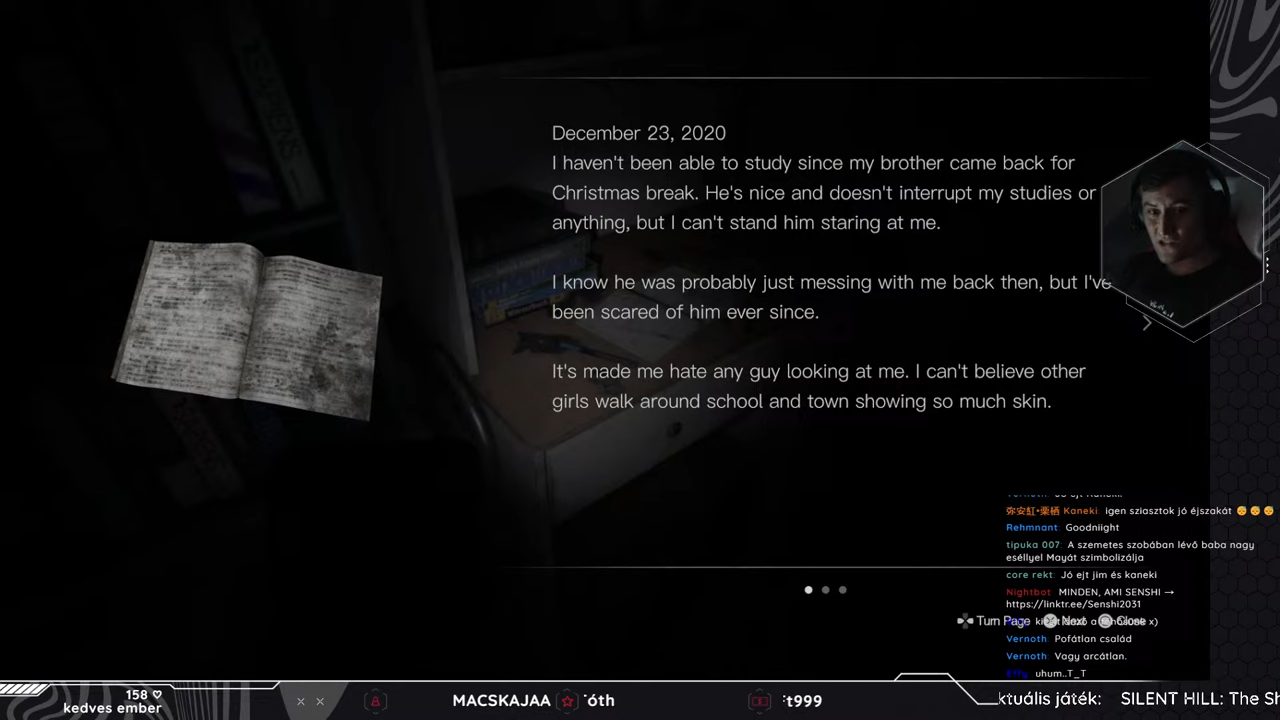 December 23, 2020
I haven't been able to study since my brother came back for
Christmas break. He's nice and doesn't interrupt my studies or
anything, but I can't stand him staring at me.
I know he was probably just messing with me back then, but I've
been scared of him ever since.
It's made me hate any guy looking at me. I can't believe other
girls walk around school and town showing so much skin.
Kaneki: igen sziasztok jó éjszakát
Rehmnant: Goodniight
tipuka 007: A szemetes szobában lévő baba nagy
eséllyel Mayát szimbolizálja
core rekt: Jó ejt jim és kaneki
Nightbot: MINDEN, AMI SENSHI →
https://linktr.ee/Senshi2031
Turn Page Next Close
Vernoth: Pofátlan család
Vernoth: Vagy arcátlan.
uhum..T_T
158 ♡
kedves ember
MACSKAJAA
óth
t999
ktuális játék: SILENT HILL: The Sh